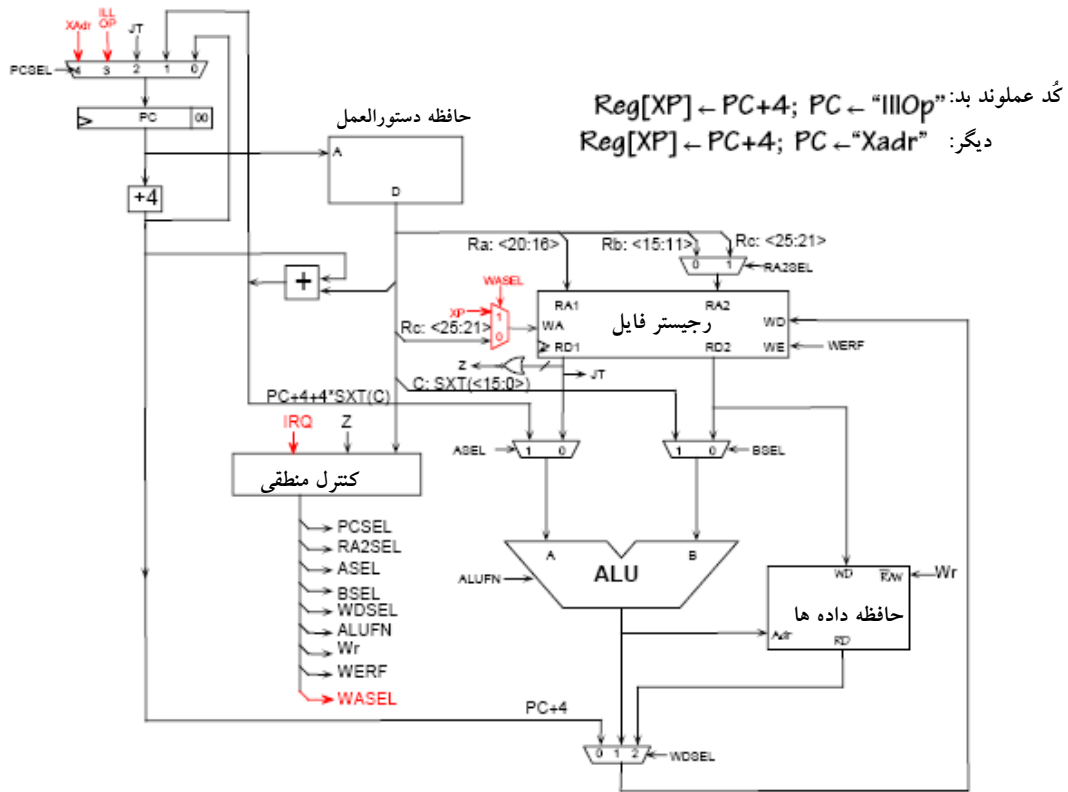 XAdr
ILL
OP
JT
PCSEL
4 3 2 1 0
PC 00
+4
حافظه دستورالعمل
A
D
کُد عملوند بد: Reg[XP] ← PC+4; PC ← "IllOp"
دیگر: Reg[XP] ← PC+4; PC ← "Xadr"
Ra: <20:16>
Rb: <15:11>
Rc: <25:21>
0 1
RA2SEL
+
WASEL
XP
1
0
Rc: <25:21>
RA1
RA2
WA
رجیستر فایل
WD
RD1
RD2
WE
WERF
Z
JT
C: SXT(<15:0>)
PC+4+4*SXT(C)
IRQ
Z
ASEL
1 0
1 0
BSEL
کنترل منطقی
PCSEL
RA2SEL
ASEL
BSEL
WDSEL
ALUFN
Wr
WERF
WASEL
A
B
ALU
ALUFN
WD
R/W
Wr
حافظه داده ها
Adr
RD
PC+4
0 1 2
WDSEL